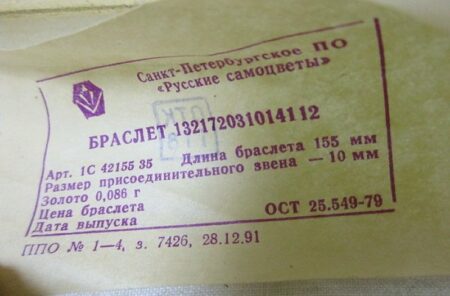 Санкт-Петербургское ПО
«Русские самоцветы»
ОТК
118
БРАСЛЕТ 132172031014112
Арт. 1С 42155 35 Длина браслета 155 мм
Размер присоединительного звена — 10 мм
Золото 0,086 г
Цена браслета
Дата выпуска ОСТ 25.549-79
ППО № 1—4, з. 7426, 28.12.91